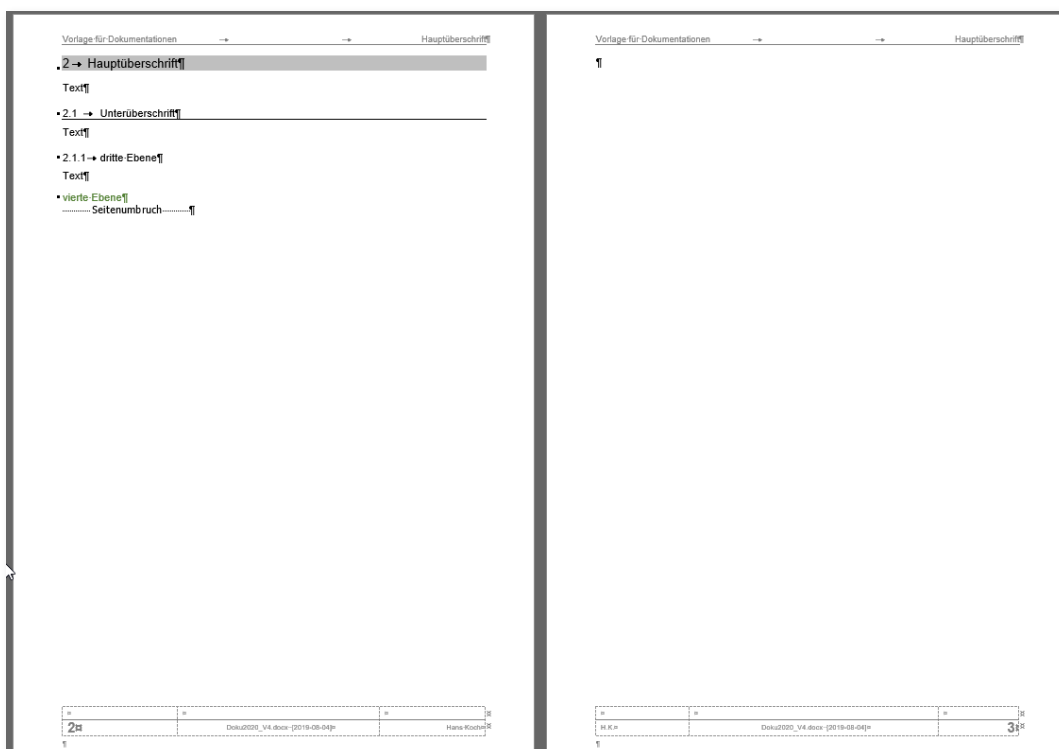 Vorlage·für·Dokumentationen → → Hauptüberschrift¶
2→ Hauptüberschrift¶
Text¶
2.1 → Unterüberschrift¶
Text¶
2.1.1→ dritte·Ebene¶
Text¶
vierte·Ebene¶
Seitenumbruch¶
2¤ Doku2020_V4.docx·-[2019-08-04]¤ Hans·Koch¤
¶
Vorlage·für·Dokumentationen → → Hauptüberschrift¶
¶
H.K.¤ Doku2020_V4.docx·-[2019-08-04]¤ 3¤
¶